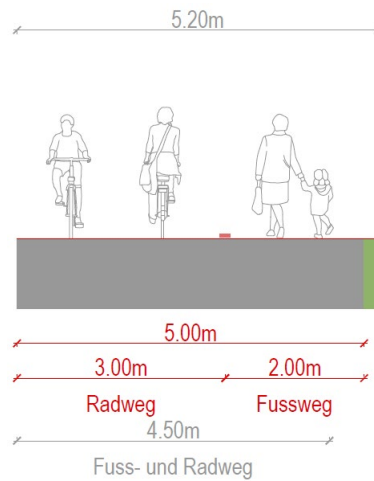 5.20m
5.00m
3.00m 2.00m
Radweg Fussweg
4.50m
Fuss- und Radweg